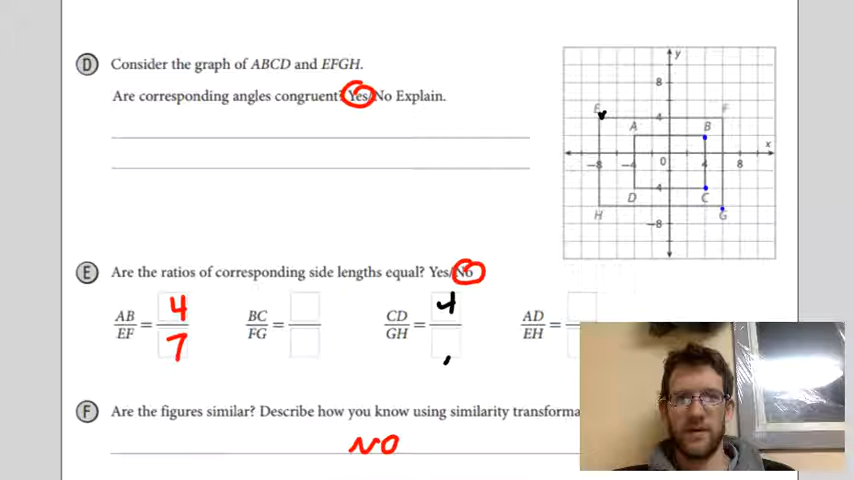 D Consider the graph of ABCD and EFGH.
Are corresponding angles congruent? Yes/No Explain.
y
8
E F
4
A B
x
-8 -4 0 4 8
D -4 C
H G
-8
E Are the ratios of corresponding side lengths equal? Yes/No
AB/EF = 4/7 BC/FG = CD/GH = 4 AD/EH =
F Are the figures similar? Describe how you know using similarity
NO